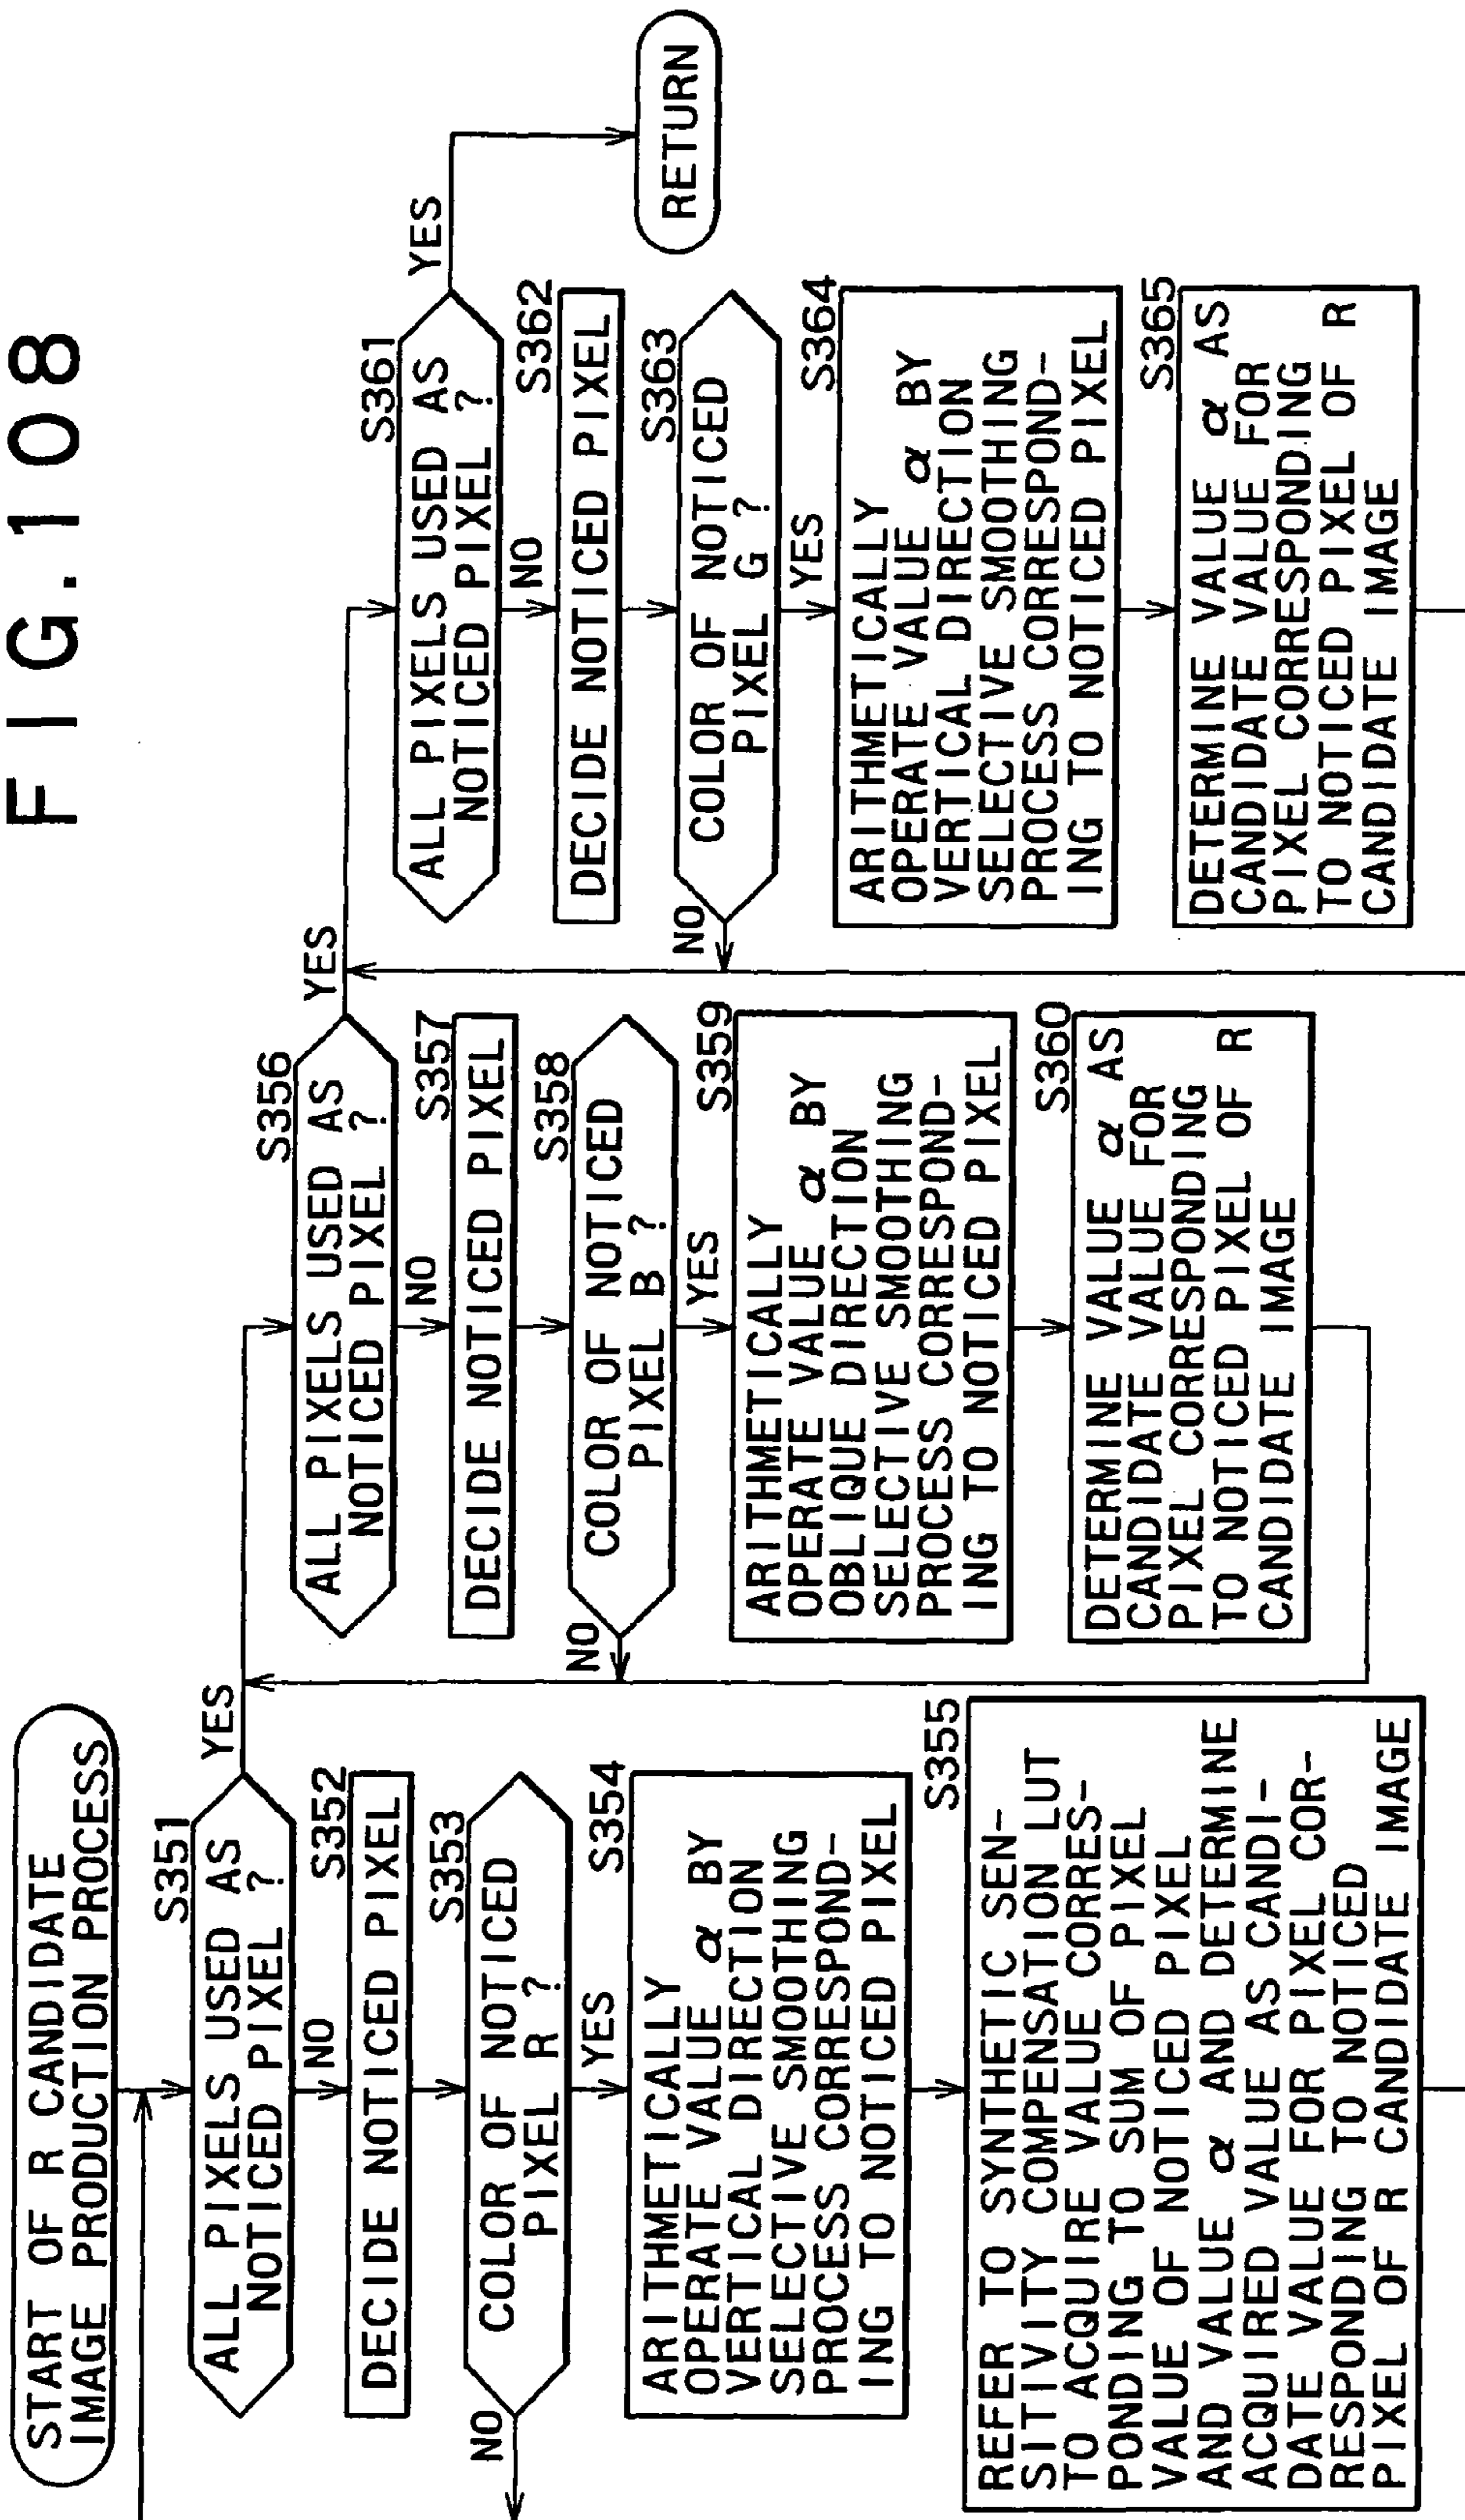 FIG.108
START OF R CANDIDATE
IMAGE PRODUCTION PROCESS
S351
ALL PIXELS USED AS
NOTICED PIXEL ?
YES
NO
S352
DECIDE NOTICED PIXEL
S353
COLOR OF NOTICED
PIXEL R ?
NO
YES
S354
ARITHMETICALLY
OPERATE VALUE α BY
VERTICAL DIRECTION
SELECTIVE SMOOTHING
PROCESS CORRESPOND-
ING TO NOTICED PIXEL
S355
REFER TO SYNTHETIC SEN-
SITIVITY COMPENSATION LUT
TO ACQUIRE VALUE CORRES-
PONDING TO SUM OF PIXEL
VALUE OF NOTICED PIXEL
AND VALUE α AND DETERMINE
ACQUIRED VALUE AS CANDI-
DATE VALUE FOR PIXEL COR-
RESPONDING TO NOTICED
PIXEL OF R CANDIDATE IMAGE
S356
ALL PIXELS USED AS
NOTICED PIXEL ?
YES
NO
S357
DECIDE NOTICED PIXEL
S358
COLOR OF NOTICED
PIXEL B ?
NO
YES
S359
ARITHMETICALLY
OPERATE VALUE α BY
OBLIQUE DIRECTION
SELECTIVE SMOOTHING
PROCESS CORRESPOND-
ING TO NOTICED PIXEL
S360
DETERMINE VALUE α AS
CANDIDATE VALUE FOR
PIXEL CORRESPONDING
TO NOTICED PIXEL OF R
CANDIDATE IMAGE
S361
ALL PIXELS USED AS
NOTICED PIXEL ?
YES
NO
S362
DECIDE NOTICED PIXEL
S363
COLOR OF NOTICED
PIXEL G ?
NO
YES
S364
ARITHMETICALLY
OPERATE VALUE α BY
VERTICAL DIRECTION
SELECTIVE SMOOTHING
PROCESS CORRESPOND-
ING TO NOTICED PIXEL
S365
DETERMINE VALUE α AS
CANDIDATE VALUE FOR
PIXEL CORRESPONDING
TO NOTICED PIXEL OF R
CANDIDATE IMAGE
RETURN